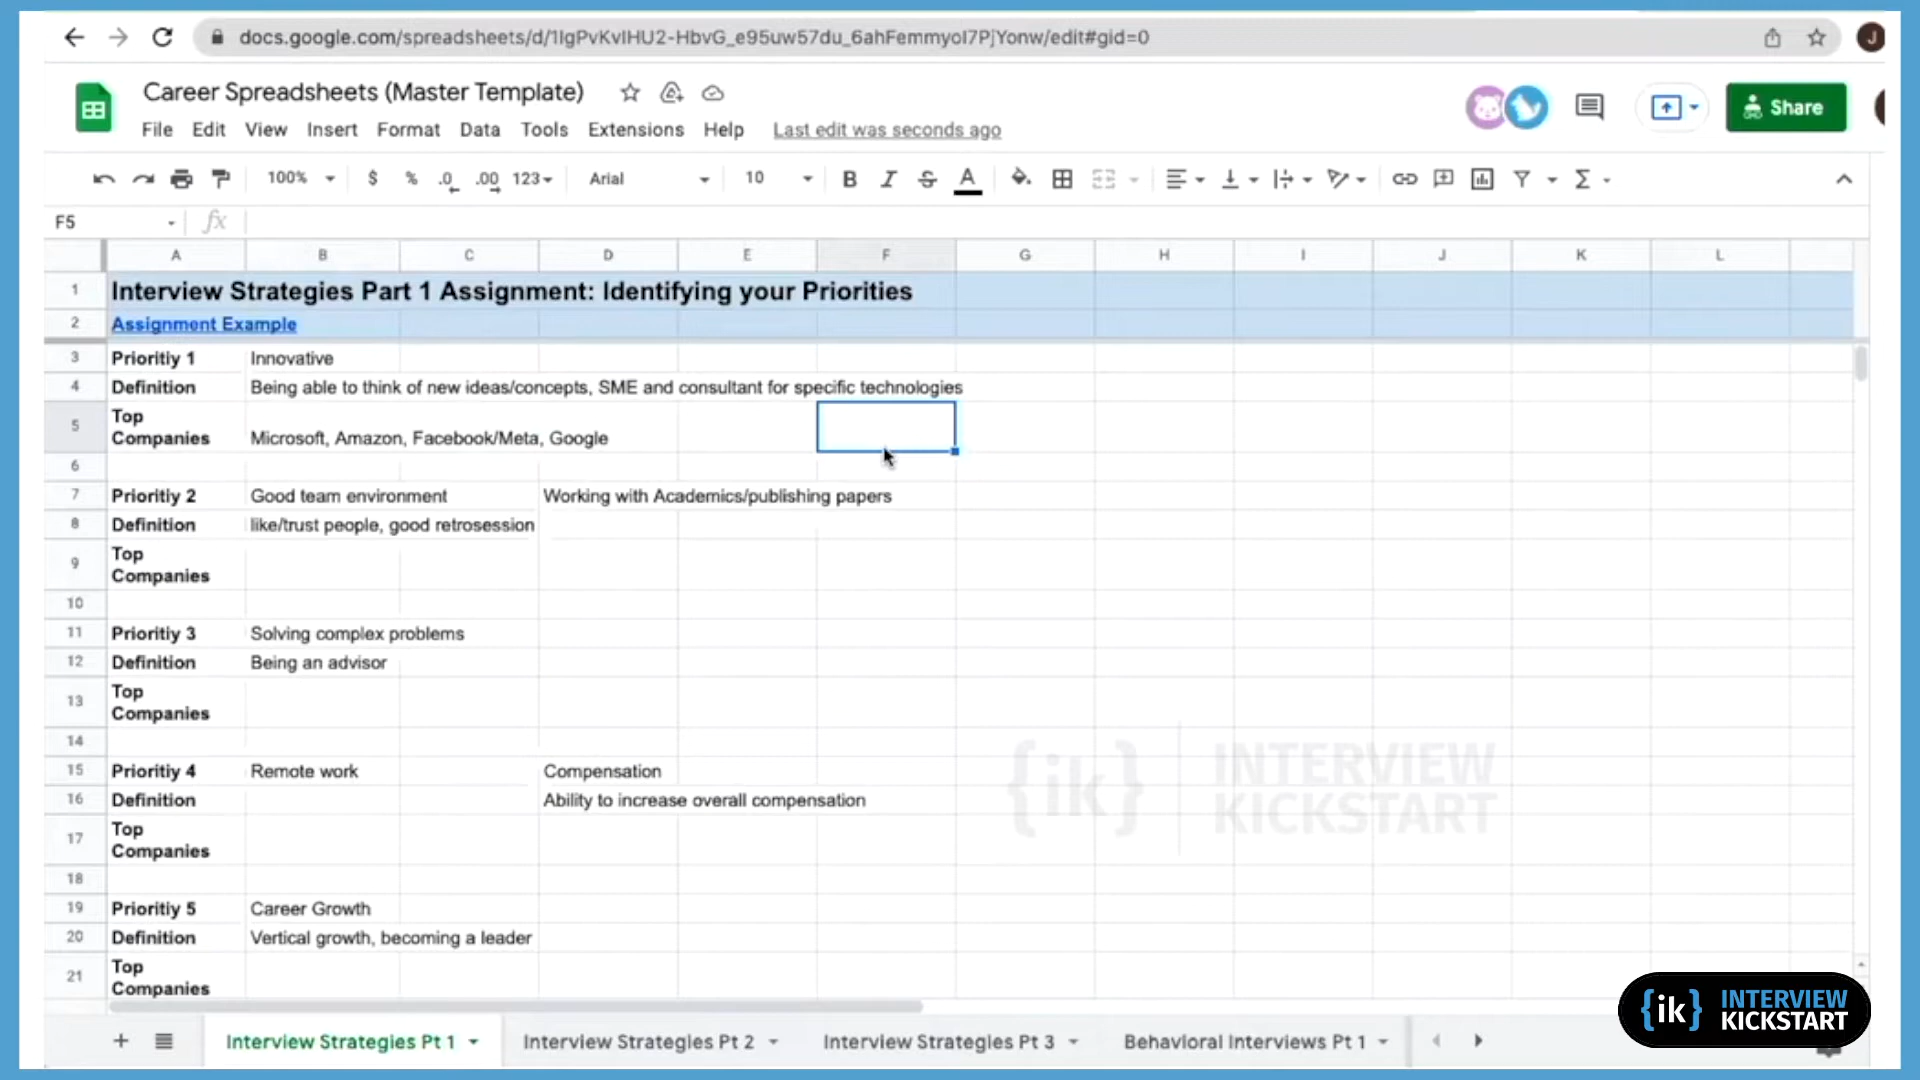 docs.google.com/spreadsheets/d/1IgPvKvIHU2-HbvG_e95uw57du_6ahFemmyoI7PjYonw/edit#gid=0
J
Career Spreadsheets (Master Template)
File Edit View Insert Format Data Tools Extensions Help Last edit was seconds ago
Share
100% $ % .0 .00 123 Arial 10 B I S A Σ
F5 fx
A B C D E F G H I J K L
1 Interview Strategies Part 1 Assignment: Identifying your Priorities
2 Assignment Example
3 Prioritiy 1 Innovative
4 Definition Being able to think of new ideas/concepts, SME and consultant for specific technologies
5 Top Companies Microsoft, Amazon, Facebook/Meta, Google
6
7 Prioritiy 2 Good team environment Working with Academics/publishing papers
8 Definition like/trust people, good retrosession
9 Top Companies
10
11 Prioritiy 3 Solving complex problems
12 Definition Being an advisor
13 Top Companies
14
15 Prioritiy 4 Remote work Compensation
16 Definition Ability to increase overall compensation
17 Top Companies
18
19 Prioritiy 5 Career Growth
20 Definition Vertical growth, becoming a leader
21 Top Companies
{ik} INTERVIEW
KICKSTART
Interview Strategies Pt 1 Interview Strategies Pt 2 Interview Strategies Pt 3 Behavioral Interviews Pt 1
{ik} INTERVIEW
KICKSTART